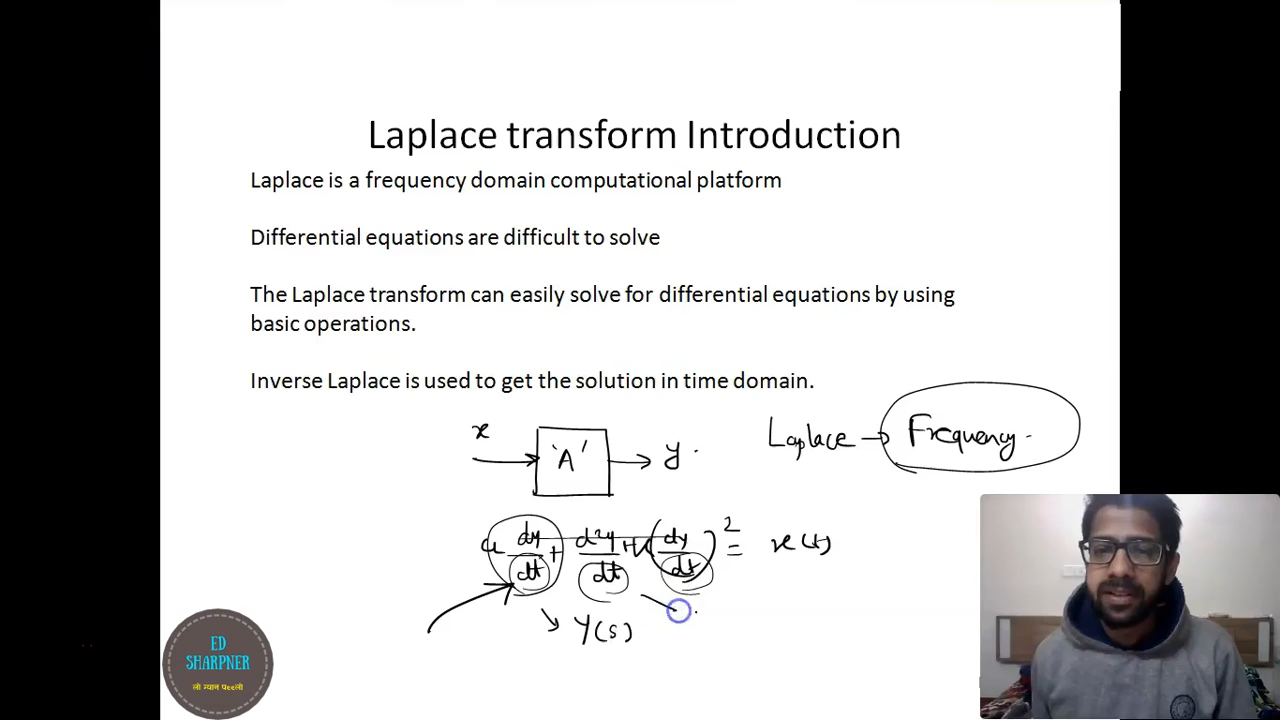 Laplace transform Introduction
Laplace is a frequency domain computational platform
Differential equations are difficult to solve
The Laplace transform can easily solve for differential equations by using
basic operations.
Inverse Laplace is used to get the solution in time domain.
x → 'A' → y
Laplace → Frequency
dy/dt + d²y/dt (dy/dt)² = x(t)
Y(s)
ED
SHARPNER
लो ग्यान पeeलो